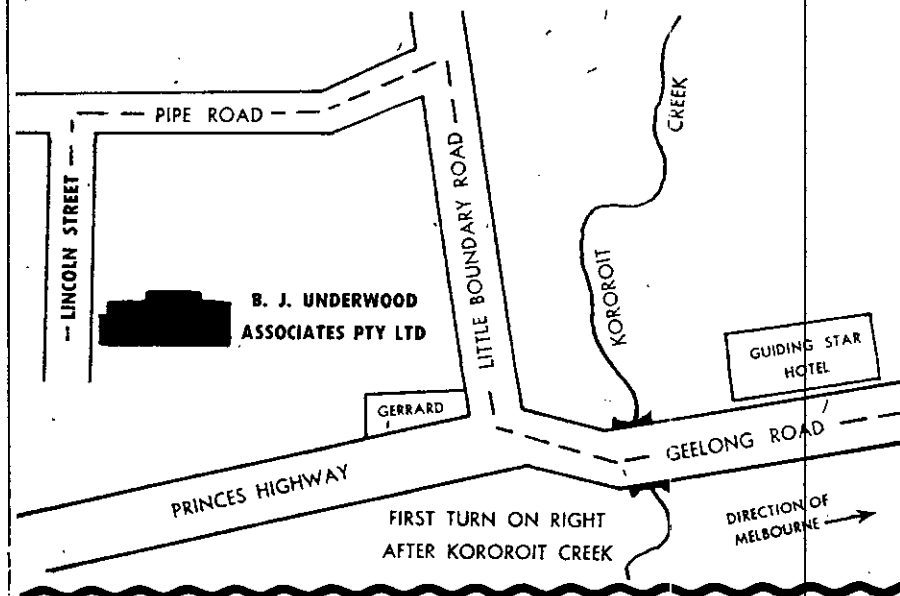 PIPE ROAD
LINCOLN STREET
B. J. UNDERWOOD
ASSOCIATES PTY LTD
LITTLE BOUNDARY ROAD
KOROROIT
CREEK
GUIDING STAR
HOTEL
GERRARD
GEELONG ROAD
PRINCES HIGHWAY
FIRST TURN ON RIGHT
AFTER KOROROIT CREEK
DIRECTION OF
MELBOURNE